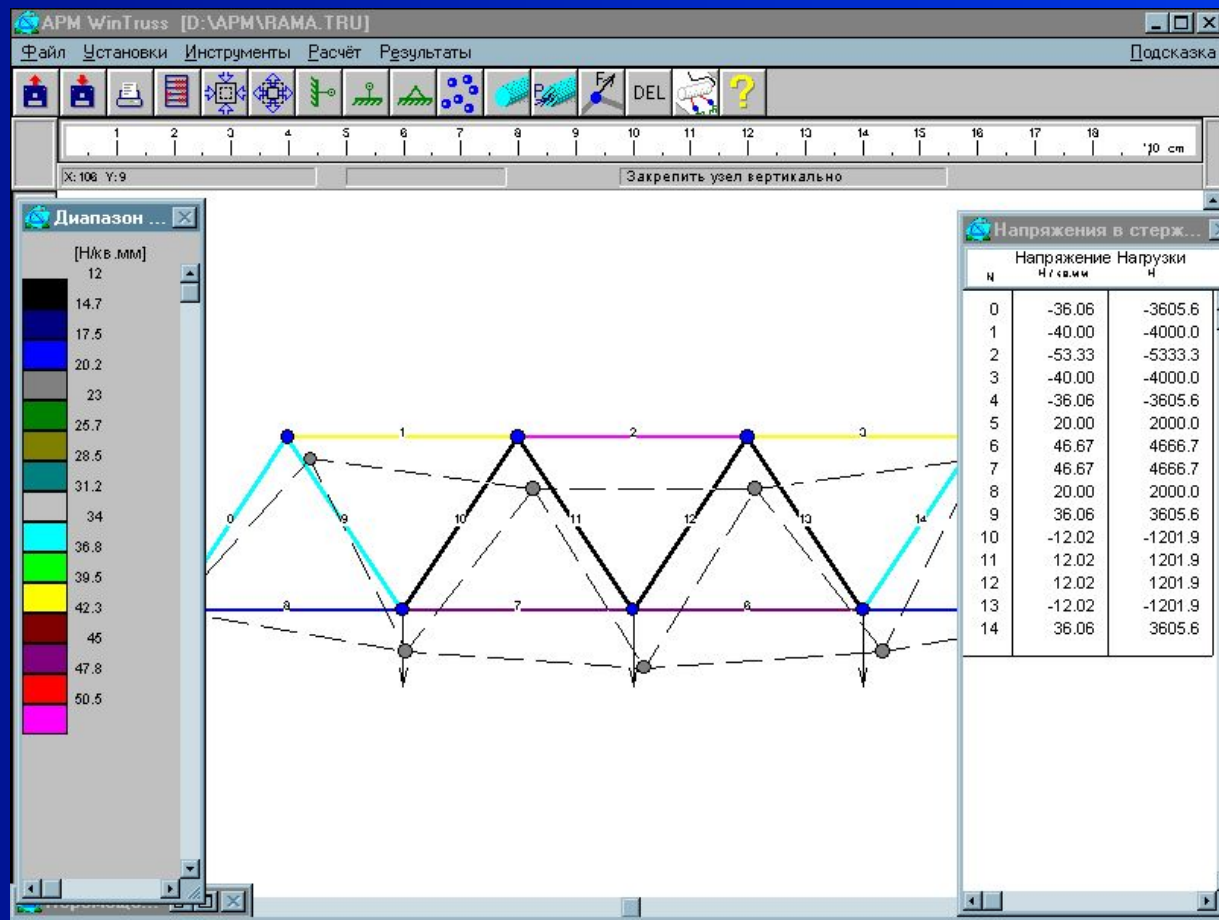 APM WinTruss [D:\APM\RAMA.TRU]
Файл Установки Инструменты Расчёт Результаты Подсказка
P F DEL ?
1 2 3 4 5 6 7 8 9 10 11 12 13 14 15 16 17 18
*10 cm
X: 106 Y: 9
Закрепить узел вертикально
Диапазон ...
[Н/кв.мм]
12
14.7
17.5
20.2
23
25.7
28.5
31.2
34
36.8
39.5
42.3
45
47.8
50.5
1 2 3
0 9 10 11 12 13 14
8 7 6
Напряжения в стерж...
Напряжение Нагрузки
N Н / кв.мм Н
0 -36.06 -3605.6
1 -40.00 -4000.0
2 -53.33 -5333.3
3 -40.00 -4000.0
4 -36.06 -3605.6
5 20.00 2000.0
6 46.67 4666.7
7 46.67 4666.7
8 20.00 2000.0
9 36.06 3605.6
10 -12.02 -1201.9
11 12.02 1201.9
12 12.02 1201.9
13 -12.02 -1201.9
14 36.06 3605.6